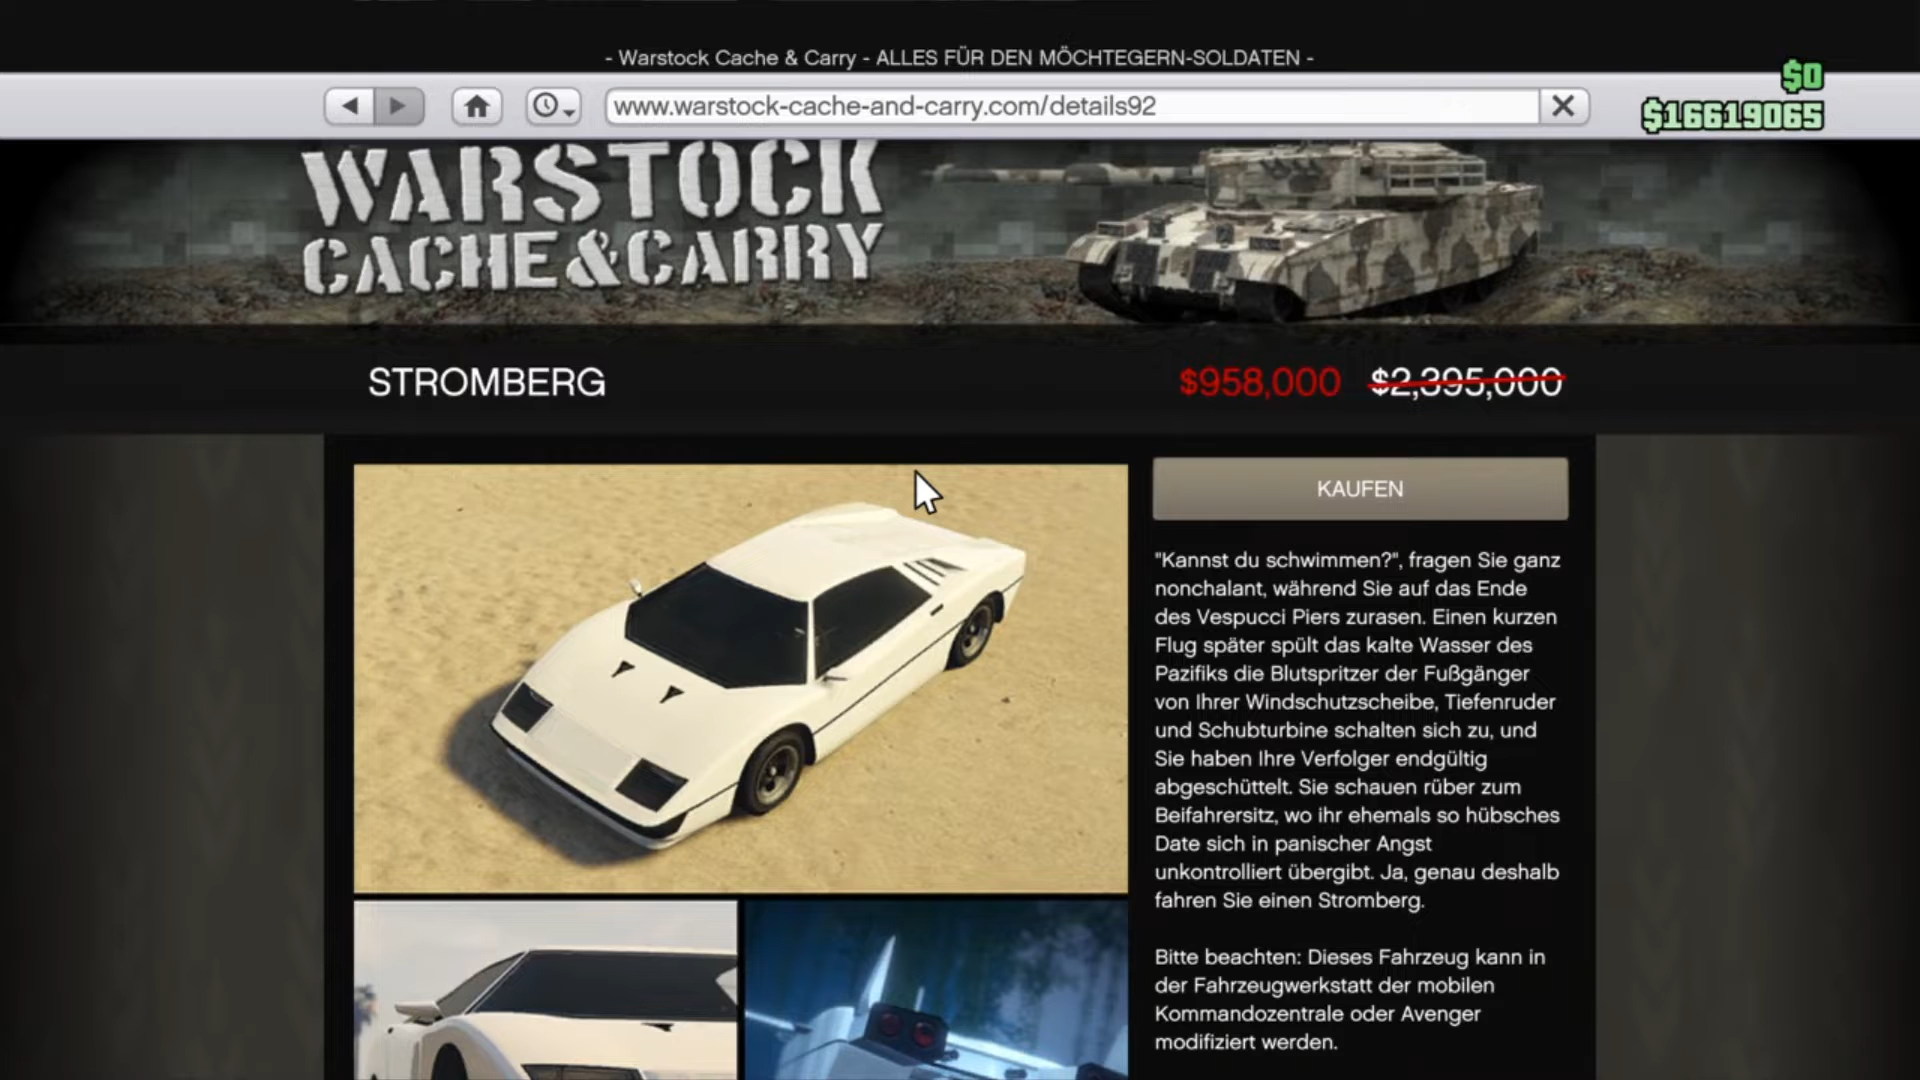 - Warstock Cache & Carry - ALLES FÜR DEN MÖCHTEGERN-SOLDATEN -
$0
www.warstock-cache-and-carry.com/details92
$16619065
WARSTOCK
CACHE & CARRY
STROMBERG
$958,000 $2,395,000
KAUFEN
"Kannst du schwimmen?", fragen Sie ganz
nonchalant, während Sie auf das Ende
des Vespucci Piers zurasen. Einen kurzen
Flug später spült das kalte Wasser des
Pazifiks die Blutspritzer der Fußgänger
von Ihrer Windschutzscheibe, Tiefenruder
und Schubturbine schalten sich zu, und
Sie haben Ihre Verfolger endgültig
abgeschüttelt. Sie schauen rüber zum
Beifahrersitz, wo ihr ehemals so hübsches
Date sich in panischer Angst
unkontrolliert übergibt. Ja, genau deshalb
fahren Sie einen Stromberg.
Bitte beachten: Dieses Fahrzeug kann in
der Fahrzeugwerkstatt der mobilen
Kommandozentrale oder Avenger
modifiziert werden.